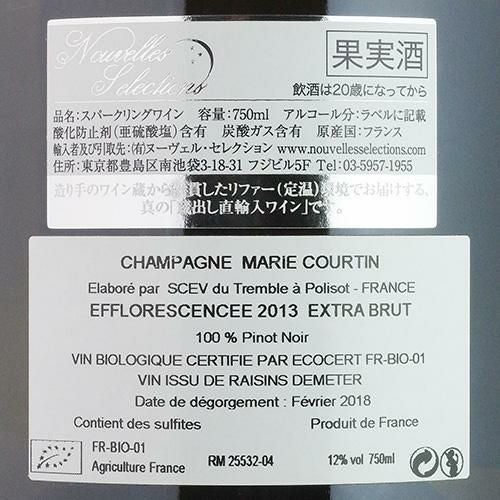 Nouvelles Selections
果実酒
飲酒は20歳になってから
品名：スパークリングワイン 容量：750ml アルコール分：ラベルに記載
酸化防止剤（亜硫酸塩）含有 炭酸ガス含有 原産国：フランス
輸入者及び引取先：(有)ヌーヴェル・セレクション www.nouvellesselections.com
住所：東京都豊島区南池袋3-18-31 フジビル5F Tel:03-5957-1955
造り手のワイン蔵から一貫したリファー（定温）環境でお届けする、
真の「蔵出し直輸入ワイン」です。
CHAMPAGNE MARIE COURTIN
Elaboré par SCEV du Tremble à Polisot - FRANCE
EFFLORESCENCEE 2013 EXTRA BRUT
100 % Pinot Noir
VIN BIOLOGIQUE CERTIFIE PAR ECOCERT FR-BIO-01
VIN ISSU DE RAISINS DEMETER
Date de dégorgement : Février 2018
Contient des sulfites Produit de France
FR-BIO-01
Agriculture France RM 25532-04 12% vol 750ml